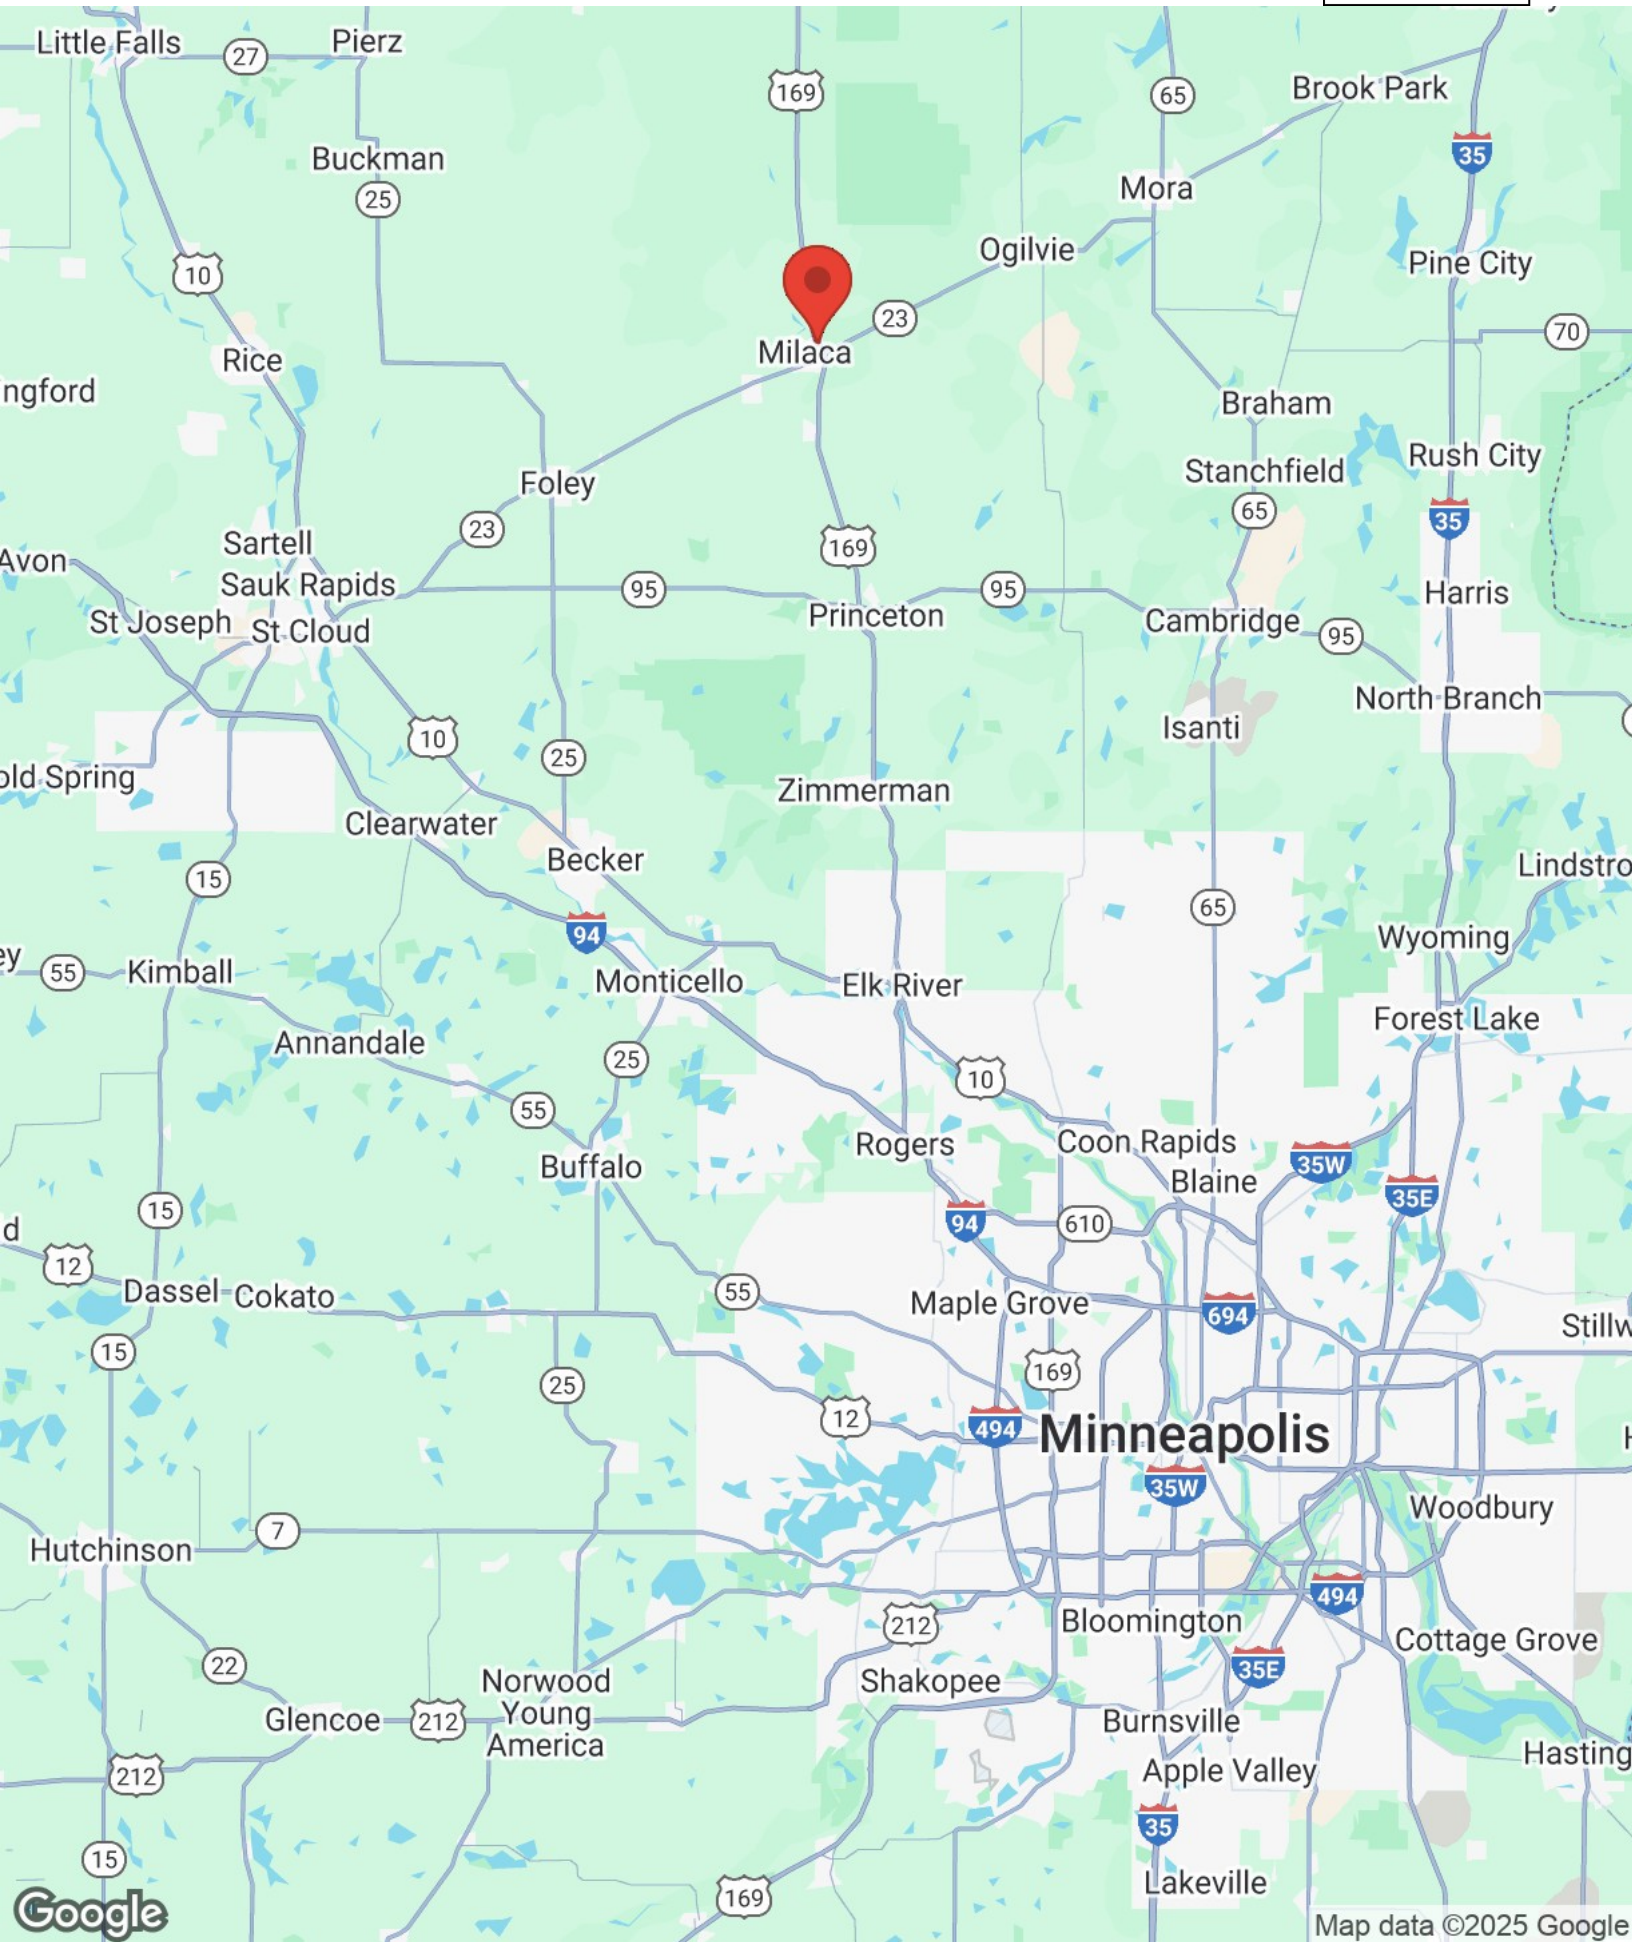 Little Falls
27
Pierz
169
65
Brook Park
35
Buckman
25
Mora
Ogilvie
Pine City
10
23
Milaca
70
Rice
ngford
Braham
Rush City
Stanchfield
Foley
65
35
23
Sartell
169
Avon
Sauk Rapids
95
95
Harris
St Joseph
St Cloud
Princeton
Cambridge
95
North Branch
Isanti
10
25
old Spring
Zimmerman
Clearwater
Becker
Lindstro
15
65
94
Wyoming
ey
55
Kimball
Monticello
Elk River
Forest Lake
Annandale
25
10
55
Rogers
Coon Rapids
Buffalo
35W
Blaine
35E
15
94
610
d
12
Dassel
Cokato
55
Maple Grove
694
Stillw
15
169
25
12
494
Minneapolis
H
35W
Woodbury
7
Hutchinson
494
212
Bloomington
Cottage Grove
22
35E
Norwood
Young
America
Shakopee
Glencoe
212
Burnsville
Hasting
212
Apple Valley
35
15
Lakeville
169
Google
Map data ©2025 Google